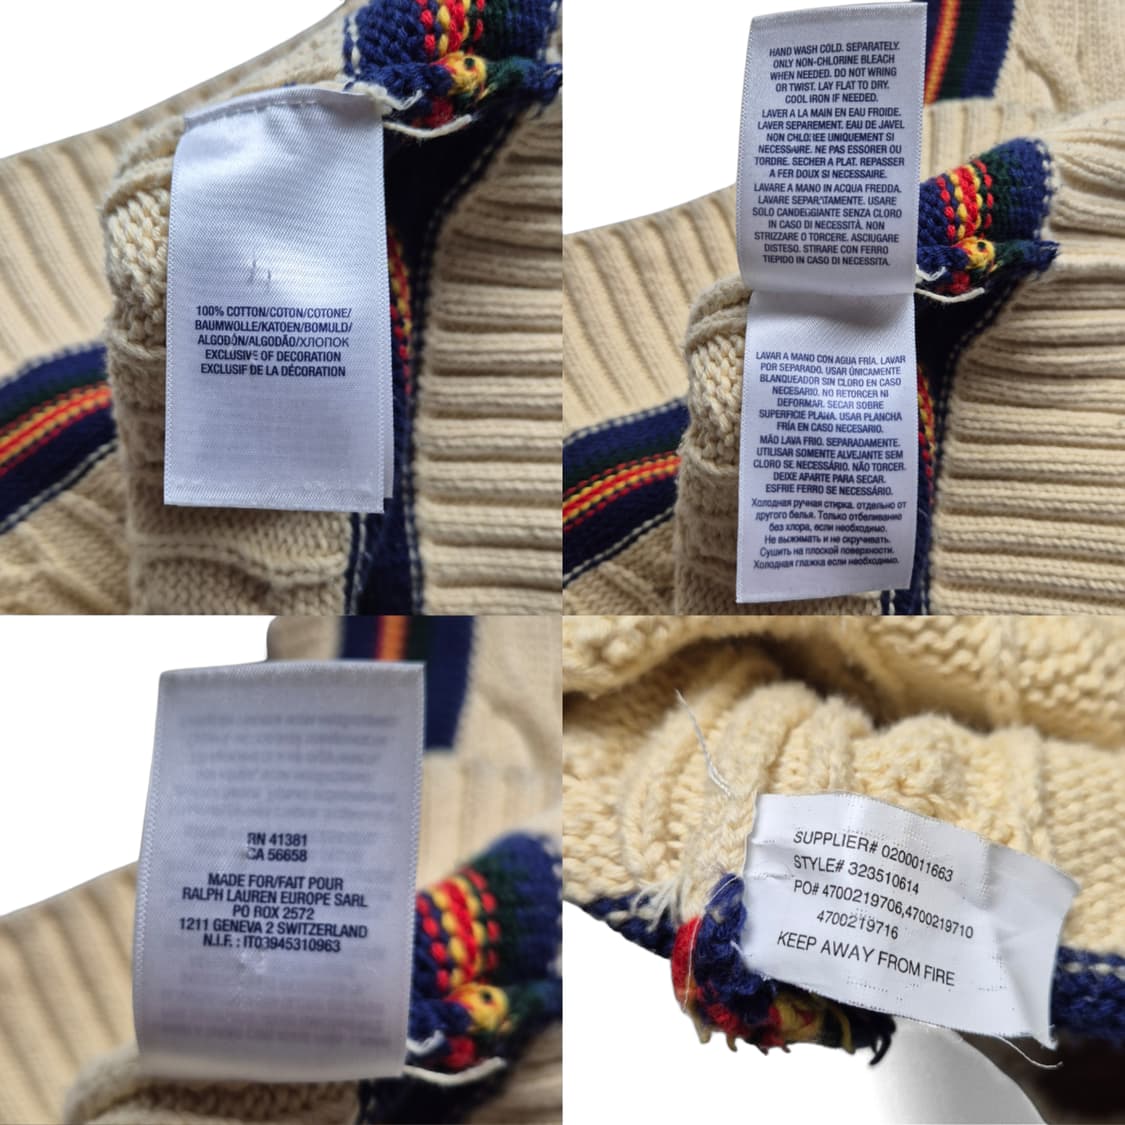 100% COTTON/COTON/COTONE/
BAUMWOLLE/KATOEN/BOMULD/
ALGODÓN/ALGODÃO/ХЛОПОК
EXCLUSIVE OF DECORATION
EXCLUSIF DE LA DÉCORATION
HAND WASH COLD. SEPARATELY.
ONLY NON-CHLORINE BLEACH
WHEN NEEDED. DO NOT WRING
OR TWIST. LAY FLAT TO DRY.
COOL IRON IF NEEDED.
LAVER A LA MAIN EN EAU FROIDE.
LAVER SEPAREMENT. EAU DE JAVEL
NON CHLOREE UNIQUEMENT SI
NECESSAIRE. NE PAS ESSORER OU
TORDRE. SECHER A PLAT. REPASSER
A FER DOUX SI NECESSAIRE.
LAVARE A MANO IN ACQUA FREDDA.
LAVARE SEPARATAMENTE. USARE
SOLO CANDEGGIANTE SENZA CLORO
IN CASO DI NECESSITÀ. NON
STRIZZARE O TORCERE. ASCIUGARE
DISTESO. STIRARE CON FERRO
TIEPIDO IN CASO DI NECESSITA.
LAVAR A MANO CON AGUA FRÍA. LAVAR
POR SEPARADO. USAR ÚNICAMENTE
BLANQUEADOR SIN CLORO EN CASO
NECESARIO. NO RETORCER NI
DEFORMAR. SECAR SOBRE
SUPERFICIE PLANA. USAR PLANCHA
FRÍA EN CASO NECESARIO.
MÃO LAVA FRIO. SEPARADAMENTE.
UTILISAR SOMENTE ALVEJANTE SEM
CLORO SE NECESSÁRIO. NÃO TORCER.
DEIXE APARTE PARA SECAR.
ESFRIE FERRO SE NECESSÁRIO.
Холодная ручная стирка. отдельно от
другого белья. Только отбеливание
без хлора, если необходимо.
Не выжимать и не скручивать.
Сушить на плоской поверхности.
Холодная глажка если необходимо.
RN 41381
CA 56658
MADE FOR/FAIT POUR
RALPH LAUREN EUROPE SARL
PO BOX 2572
1211 GENEVA 2 SWITZERLAND
N.I.F. : IT03945310963
SUPPLIER# 0200011663
STYLE# 323510614
PO# 4700219706,4700219710
4700219716
KEEP AWAY FROM FIRE